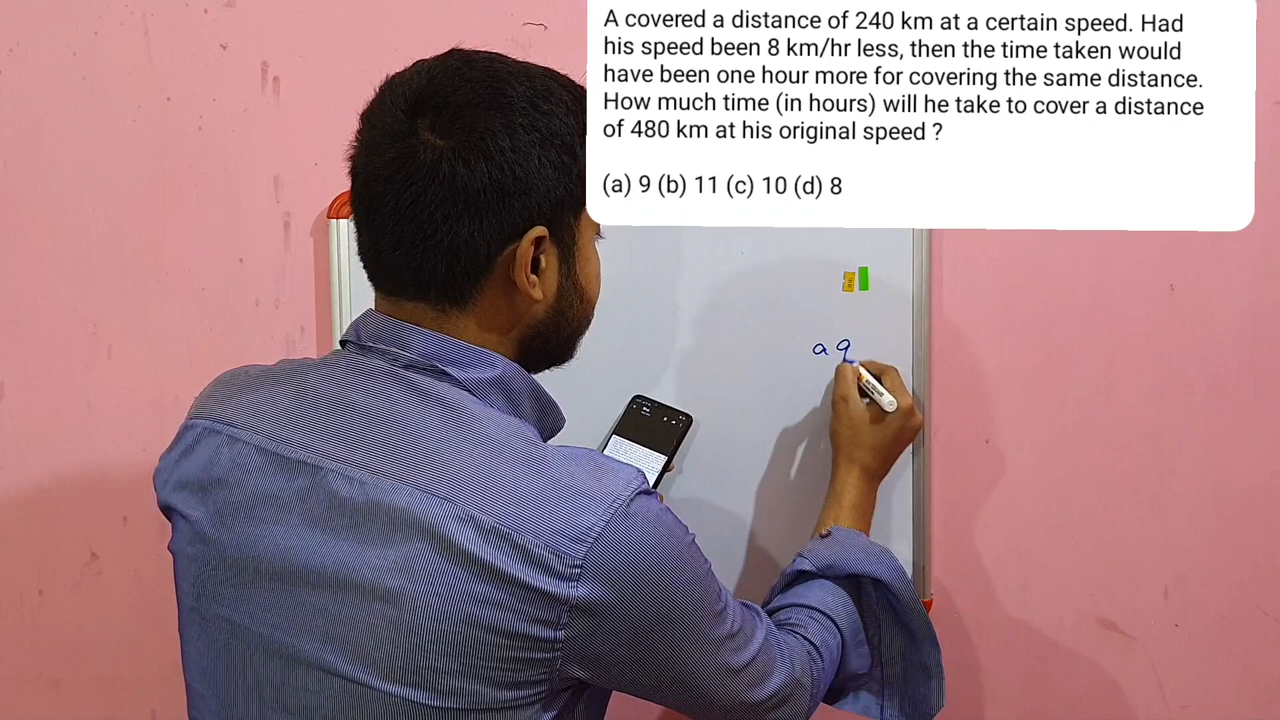 A covered a distance of 240 km at a certain speed. Had
his speed been 8 km/hr less, then the time taken would
have been one hour more for covering the same distance.
How much time (in hours) will he take to cover a distance
of 480 km at his original speed ?
(a) 9 (b) 11 (c) 10 (d) 8
a 9